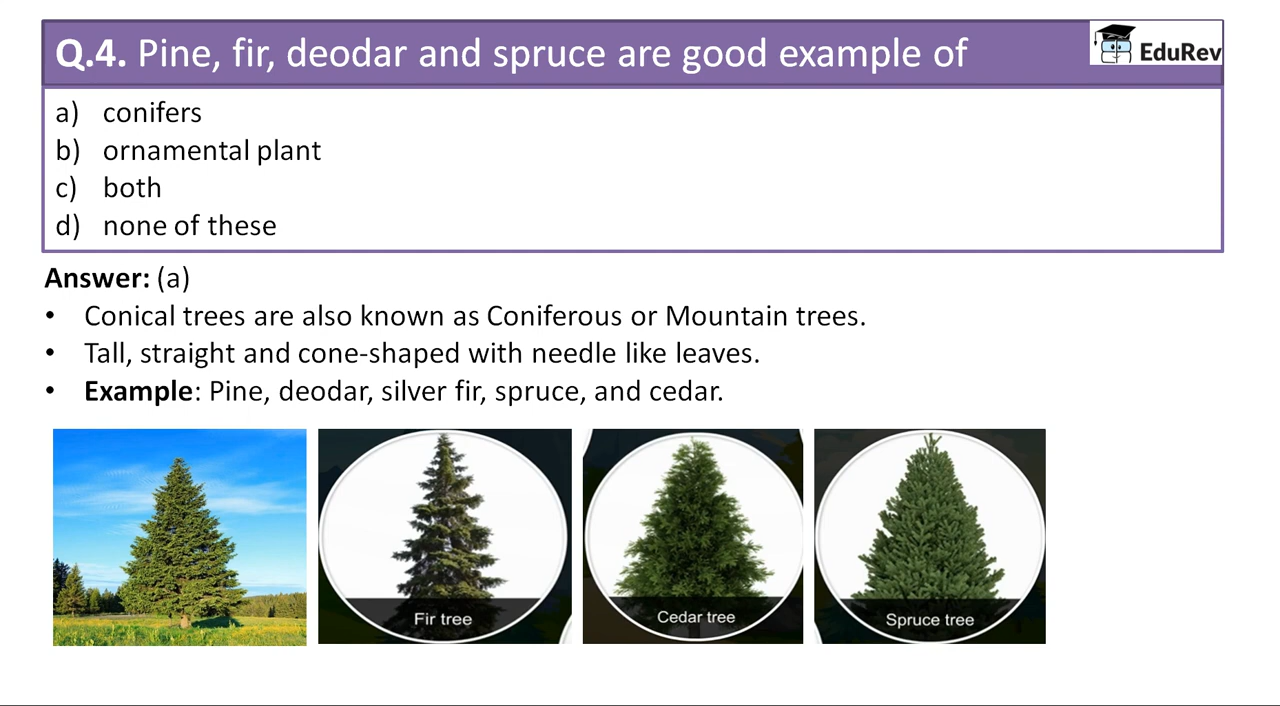 Q.4. Pine, fir, deodar and spruce are good example of
EduRev
a) conifers
b) ornamental plant
c) both
d) none of these
Answer: (a)
• Conical trees are also known as Coniferous or Mountain trees.
• Tall, straight and cone-shaped with needle like leaves.
• Example: Pine, deodar, silver fir, spruce, and cedar.
Fir tree
Cedar tree
Spruce tree